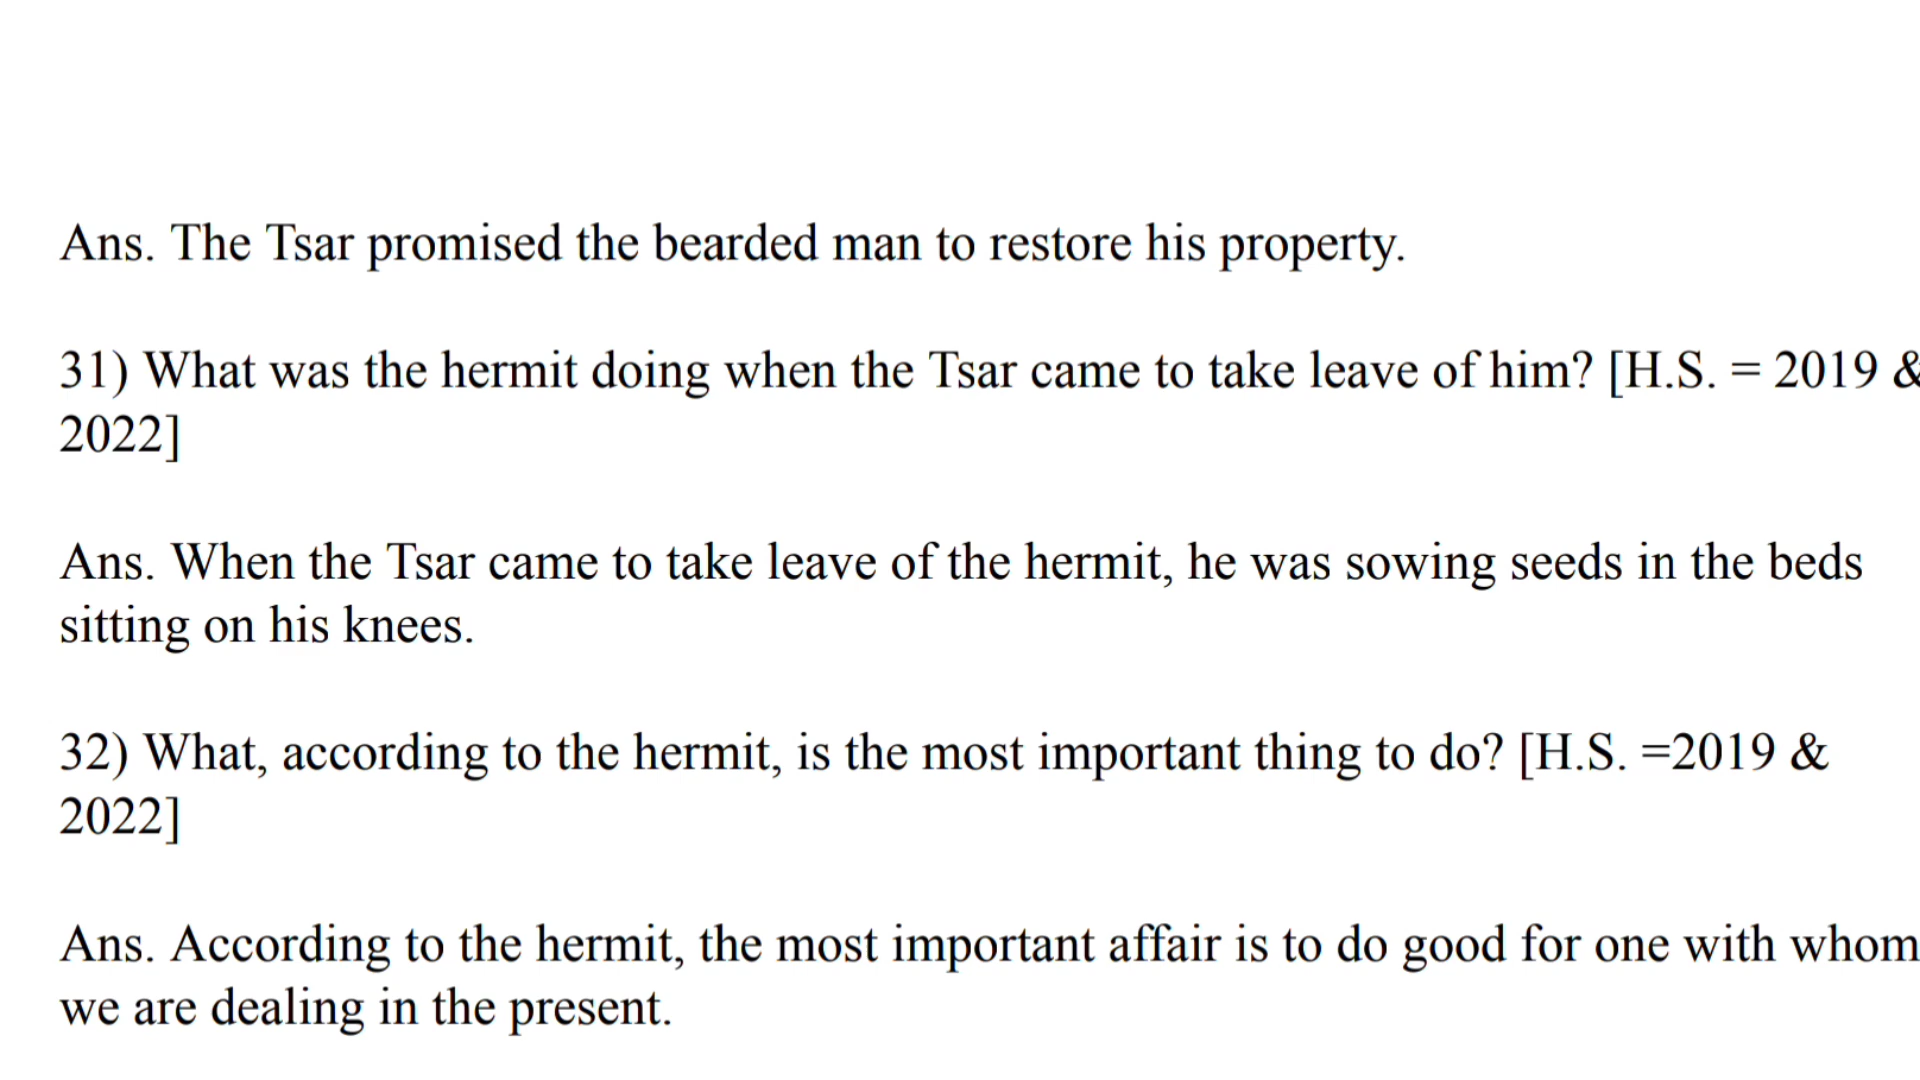 Ans. The Tsar promised the bearded man to restore his property.
31) What was the hermit doing when the Tsar came to take leave of him? [H.S. = 2019 &
2022]
Ans. When the Tsar came to take leave of the hermit, he was sowing seeds in the beds
sitting on his knees.
32) What, according to the hermit, is the most important thing to do? [H.S. =2019 &
2022]
Ans. According to the hermit, the most important affair is to do good for one with whom
we are dealing in the present.